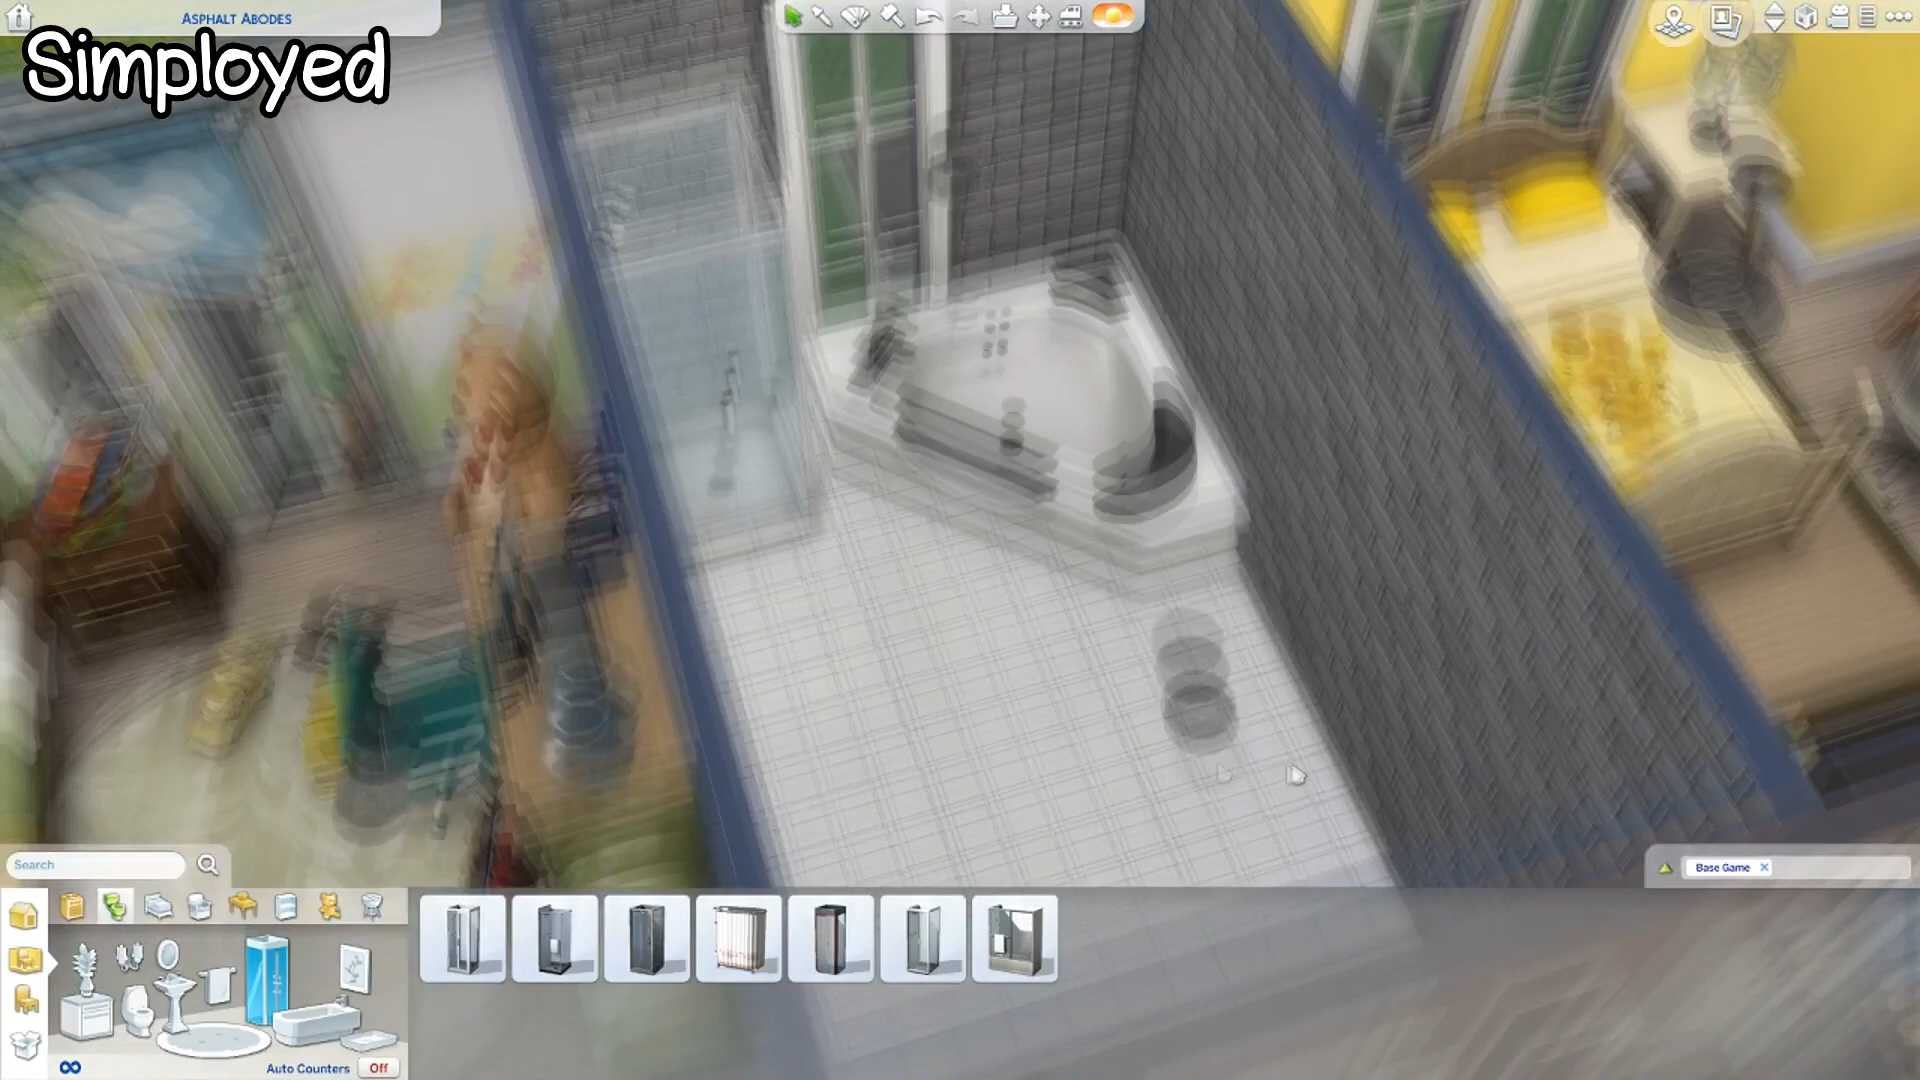 Asphalt Abodes
Simployed
Search
Base Game
Auto Counters Off